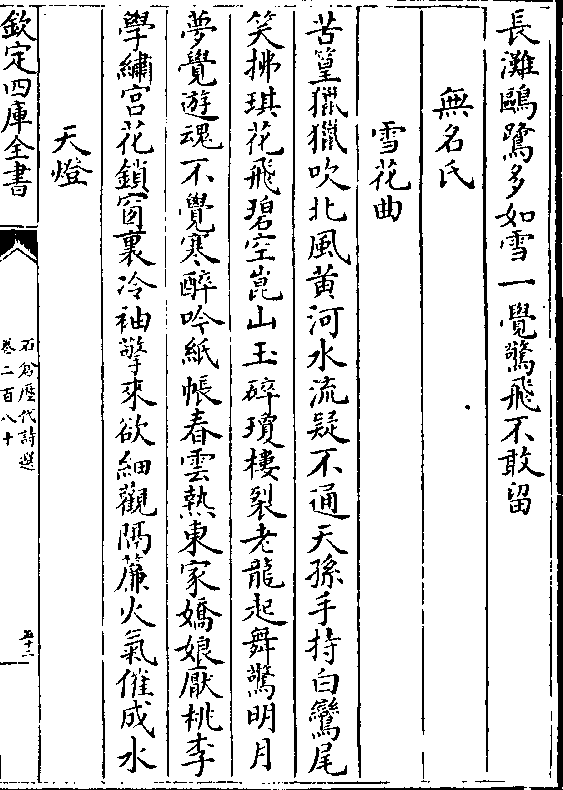 長灘鷗鷺多如雪一覺驚飛不敢留
無名氏
雪花曲
苦篁獵獵吹北風黄河水流疑不通天孫手持白鸞尾
笑拂琪花飛碧空崑山玉碎瓊樓裂老龍起舞驚明月
夢覺遊魂不覺寒醉吟紙帳春雲熱東家嬌娘厭桃李
學繡宫花鎖窗裏冷袖擎來欲細觀隔簾火氣催成水
天燈
欽定四庫全書
石倉歴代詩選
卷二百八十
五十二